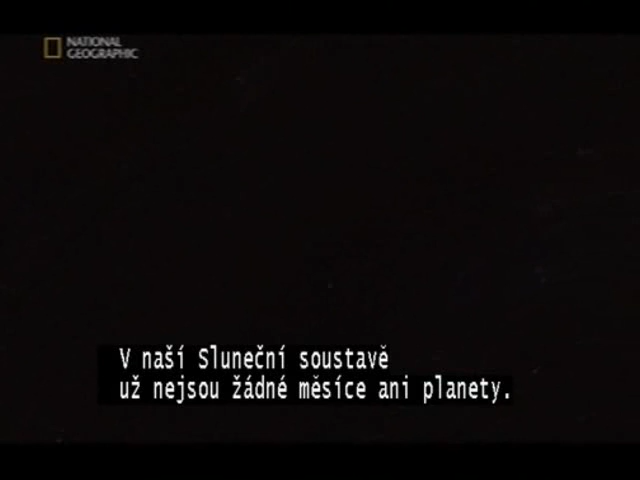 NATIONAL
GEOGRAPHIC
V naší Sluneční soustavě
už nejsou žádné měsíce ani planety.